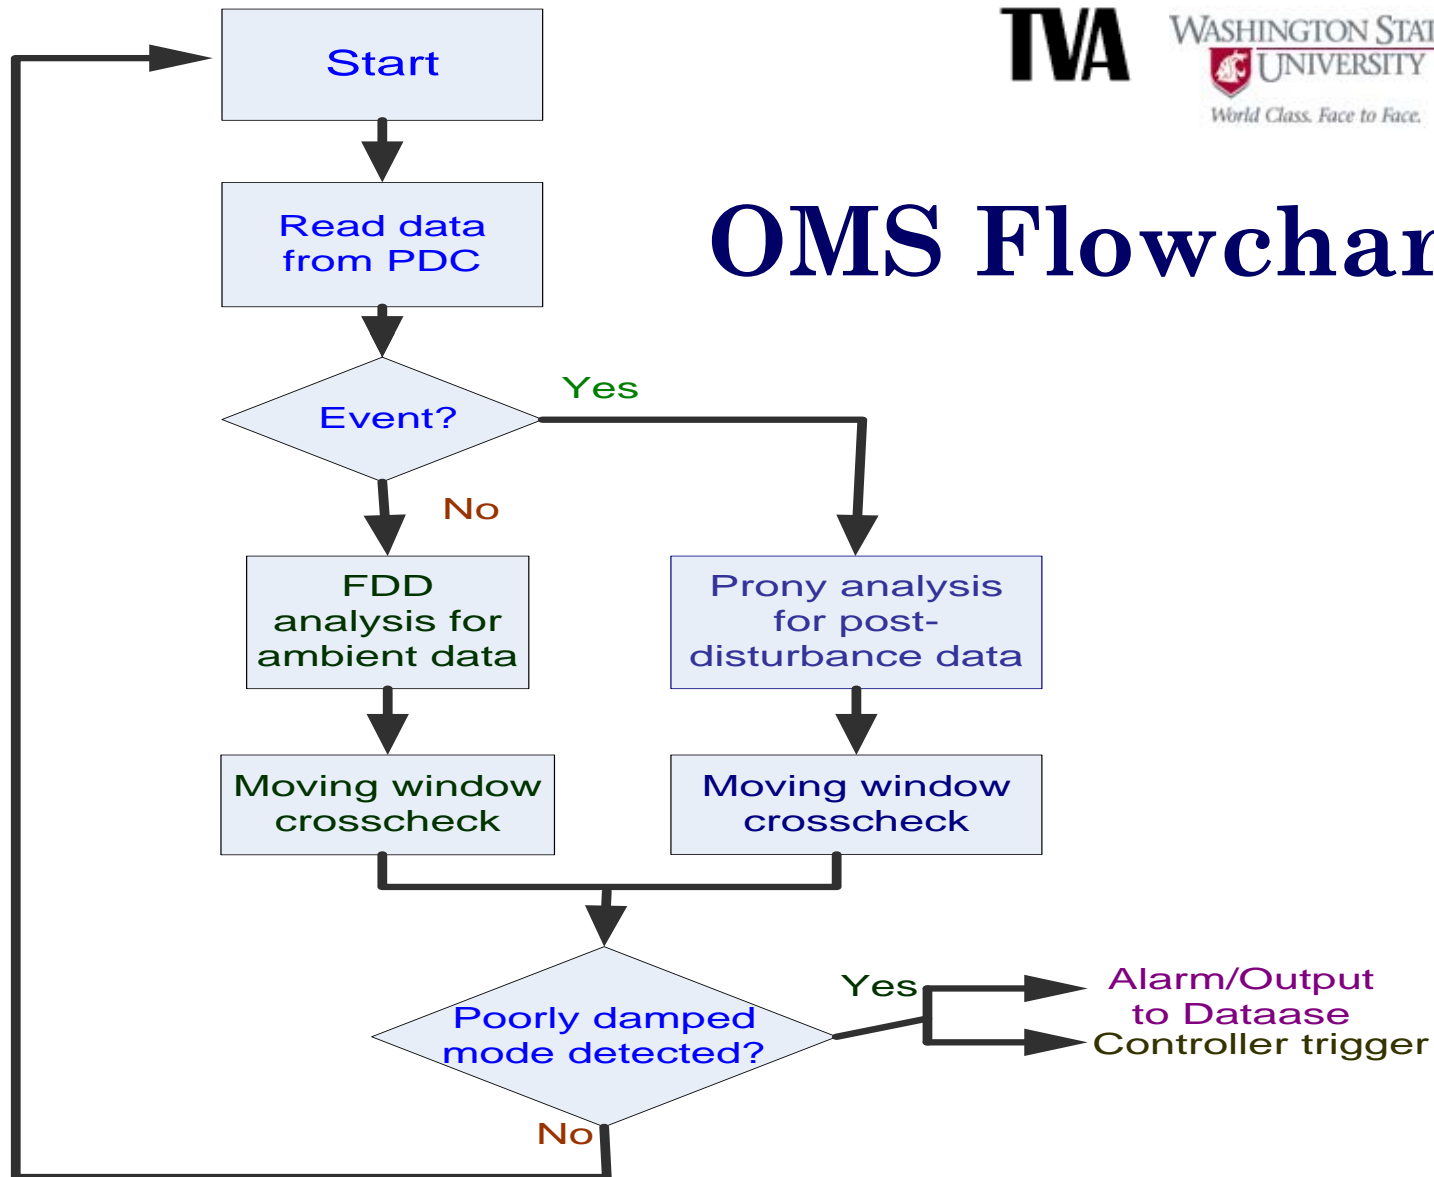 TVA
WASHINGTON STAT
UNIVERSITY
World Class. Face to Face.
OMS Flowchar
Start
Read data
from PDC
Event?
Yes
No
FDD
analysis for
ambient data
Prony analysis
for post-
disturbance data
Moving window
crosscheck
Moving window
crosscheck
Poorly damped
mode detected?
Yes
Alarm/Output
to Dataase
Controller trigger
No